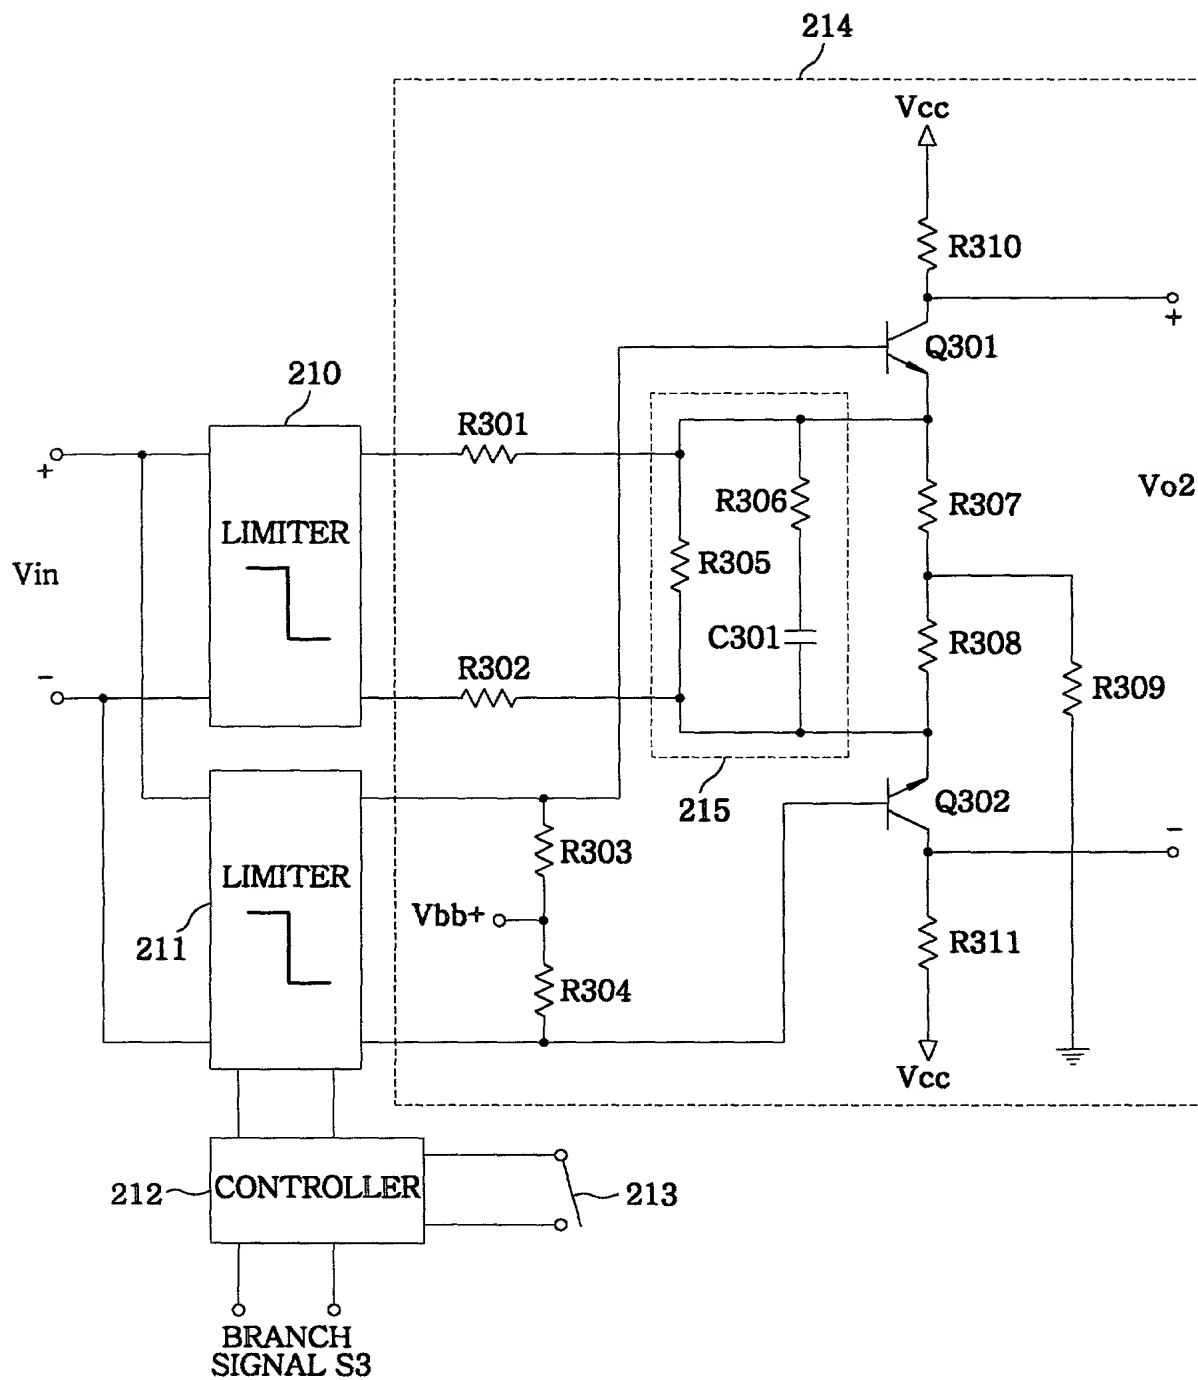 214
Vcc
R310
+
Q301
210
R301
+
LIMITER
R306
R307
Vo2
Vin
R305
C301
R308
R302
R309
-
215
Q302
-
LIMITER
R303
Vbb+
211
R311
R304
Vcc
212
CONTROLLER
213
BRANCH
SIGNAL S3